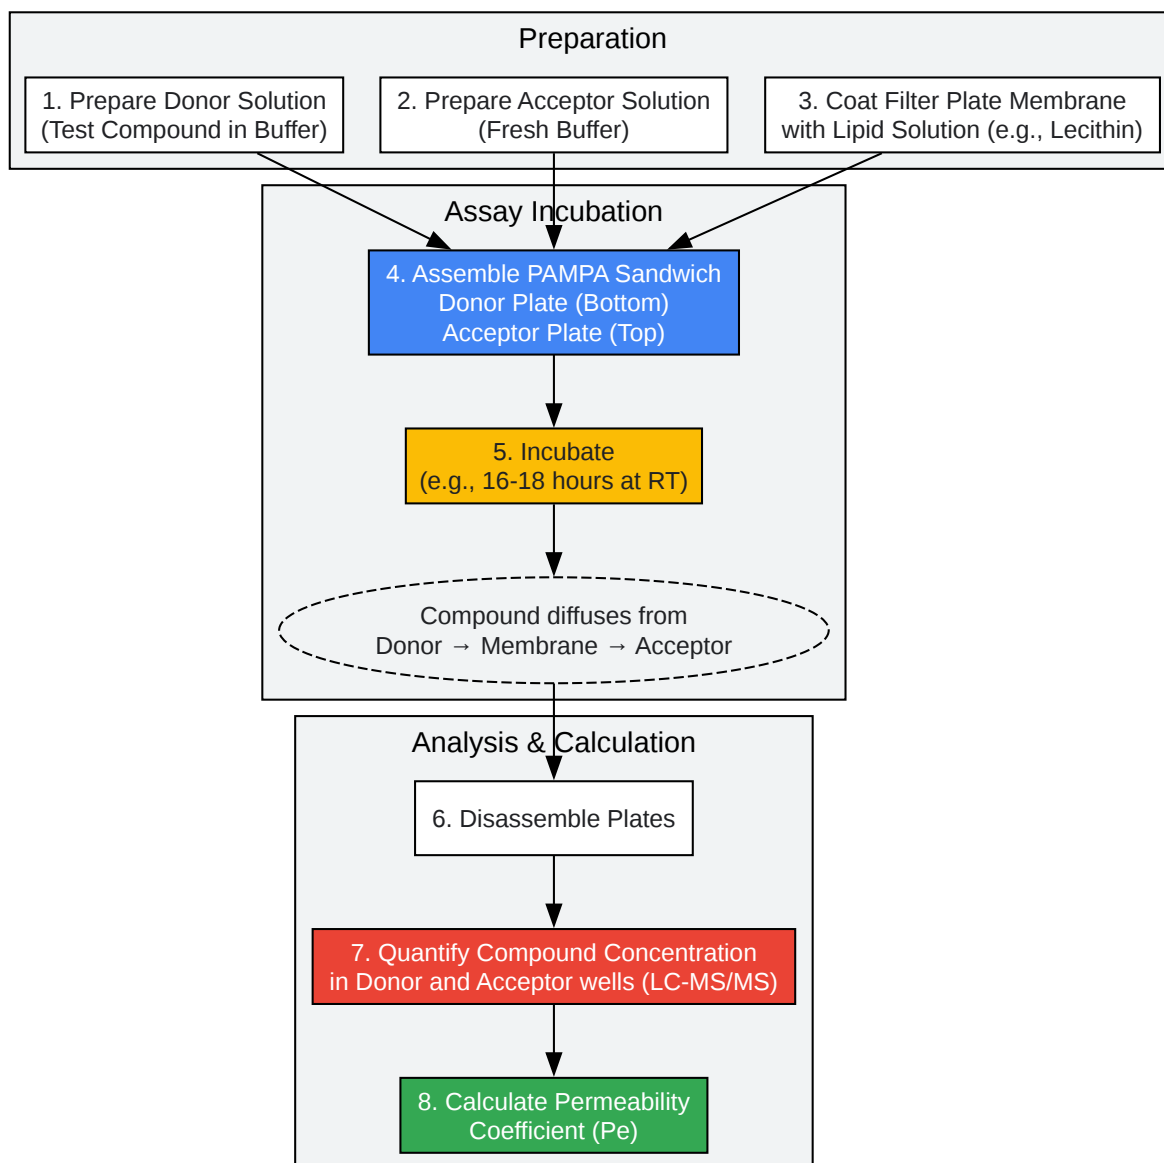 Preparation
1. Prepare Donor Solution
(Test Compound in Buffer)
2. Prepare Acceptor Solution
(Fresh Buffer)
3. Coat Filter Plate Membrane
with Lipid Solution (e.g., Lecithin)
Assay Incubation
4. Assemble PAMPA Sandwich
Donor Plate (Bottom)
Acceptor Plate (Top)
5. Incubate
(e.g., 16-18 hours at RT)
Compound diffuses from
Donor → Membrane → Acceptor
Analysis & Calculation
6. Disassemble Plates
7. Quantify Compound Concentration
in Donor and Acceptor wells (LC-MS/MS)
8. Calculate Permeability
Coefficient (Pe)